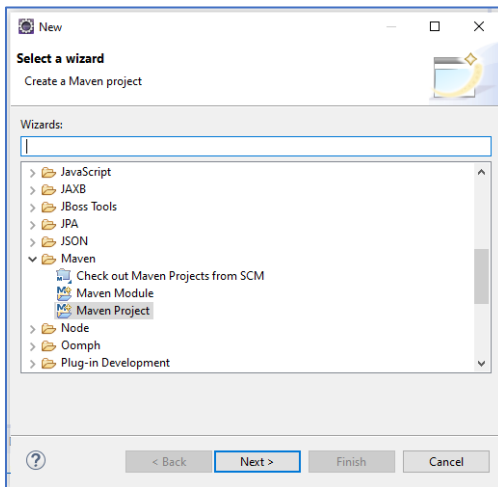 New
Select a wizard
Create a Maven project
Wizards:
JavaScript
JAXB
JBoss Tools
JPA
JSON
Maven
Check out Maven Projects from SCM
Maven Module
Maven Project
Node
Oomph
Plug-in Development
? < Back Next > Finish Cancel